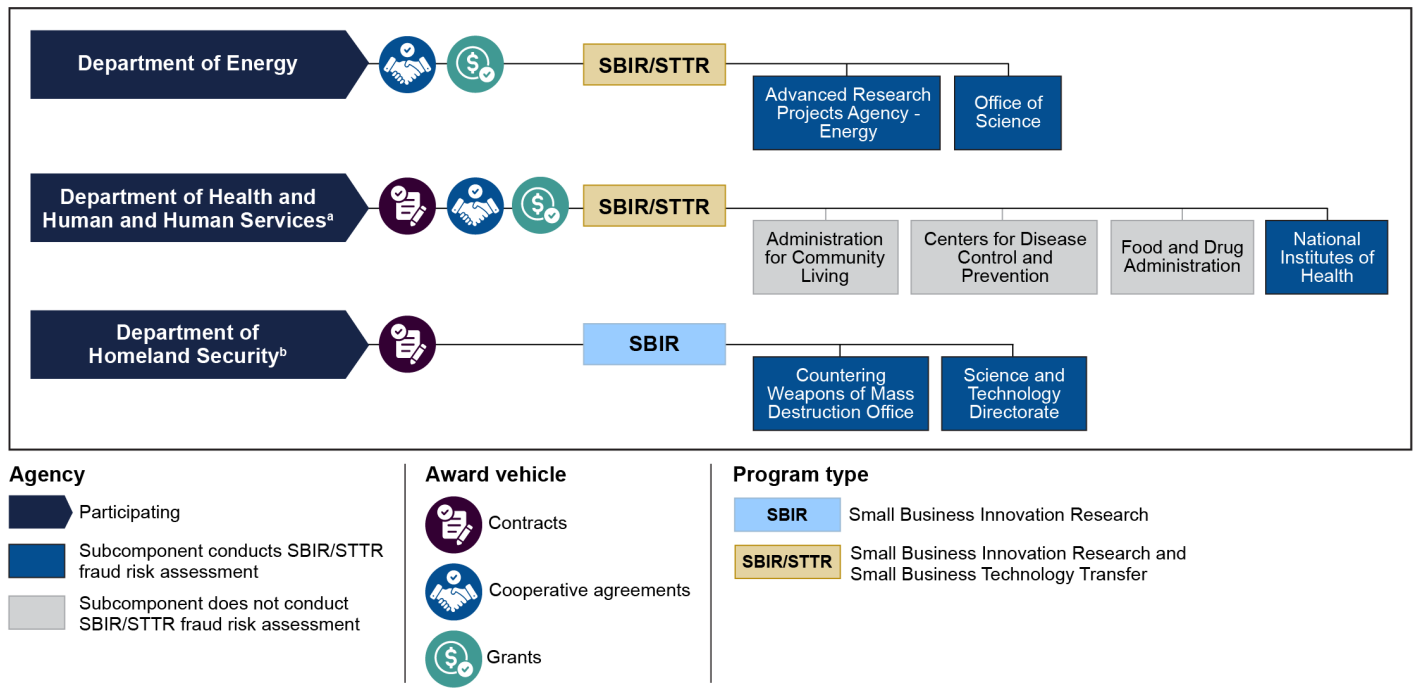 Department of Energy
SBIR/STTR
Advanced Research
Projects Agency -
Energy
Office of
Science
Department of Health and
Human and Human Servicesᵃ
SBIR/STTR
Administration
for Community
Living
Centers for Disease
Control and
Prevention
Food and Drug
Administration
National
Institutes of
Health
Department of
Homeland Securityᵇ
SBIR
Countering
Weapons of Mass
Destruction Office
Science and
Technology
Directorate
Agency
Participating
Subcomponent conducts SBIR/STTR
fraud risk assessment
Subcomponent does not conduct
SBIR/STTR fraud risk assessment
Award vehicle
Contracts
Cooperative agreements
$ Grants
Program type
SBIR Small Business Innovation Research
SBIR/STTR Small Business Innovation Research and
Small Business Technology Transfer